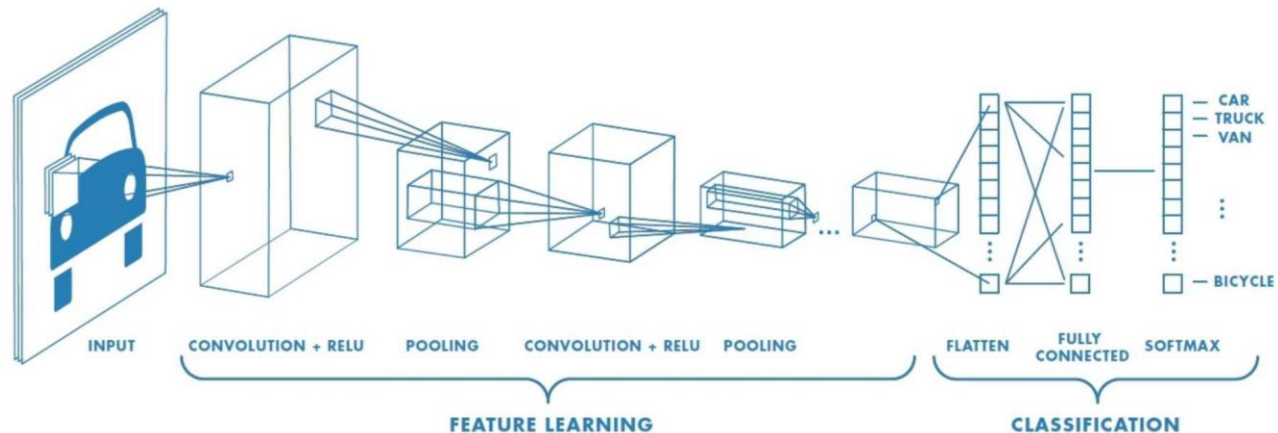 CAR
TRUCK
VAN
BICYCLE
INPUT
CONVOLUTION + RELU
POOLING
CONVOLUTION + RELU
POOLING
FLATTEN
FULLY
CONNECTED
SOFTMAX
FEATURE LEARNING
CLASSIFICATION